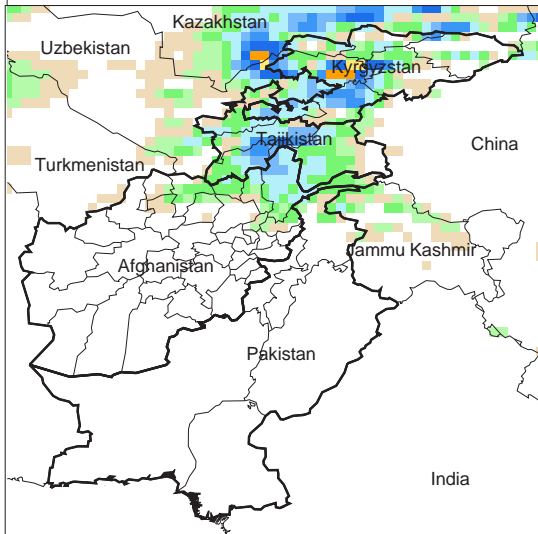 Kazakhstan
Uzbekistan
Kyrgyzstan
Tajikistan
China
Turkmenistan
Jammu Kashmir
Afghanistan
Pakistan
India